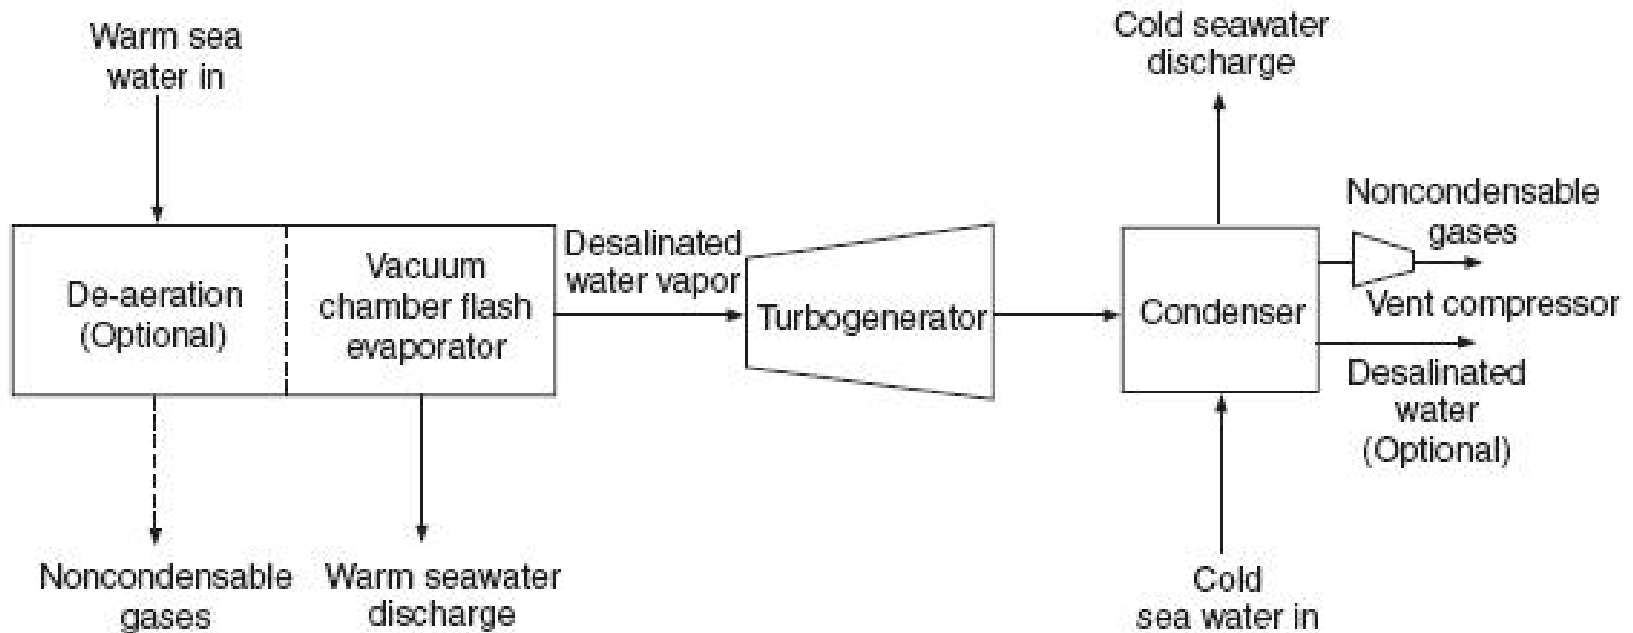 Warm sea
water in
De-aeration
(Optional)
Noncondensable
gases
Vacuum
chamber flash
evaporator
Warm seawater
discharge
Desalinated
water vapor
Turbogenerator
Cold seawater
discharge
Condenser
Cold
sea water in
Noncondensable
gases
Vent compressor
Desalinated
water
(Optional)